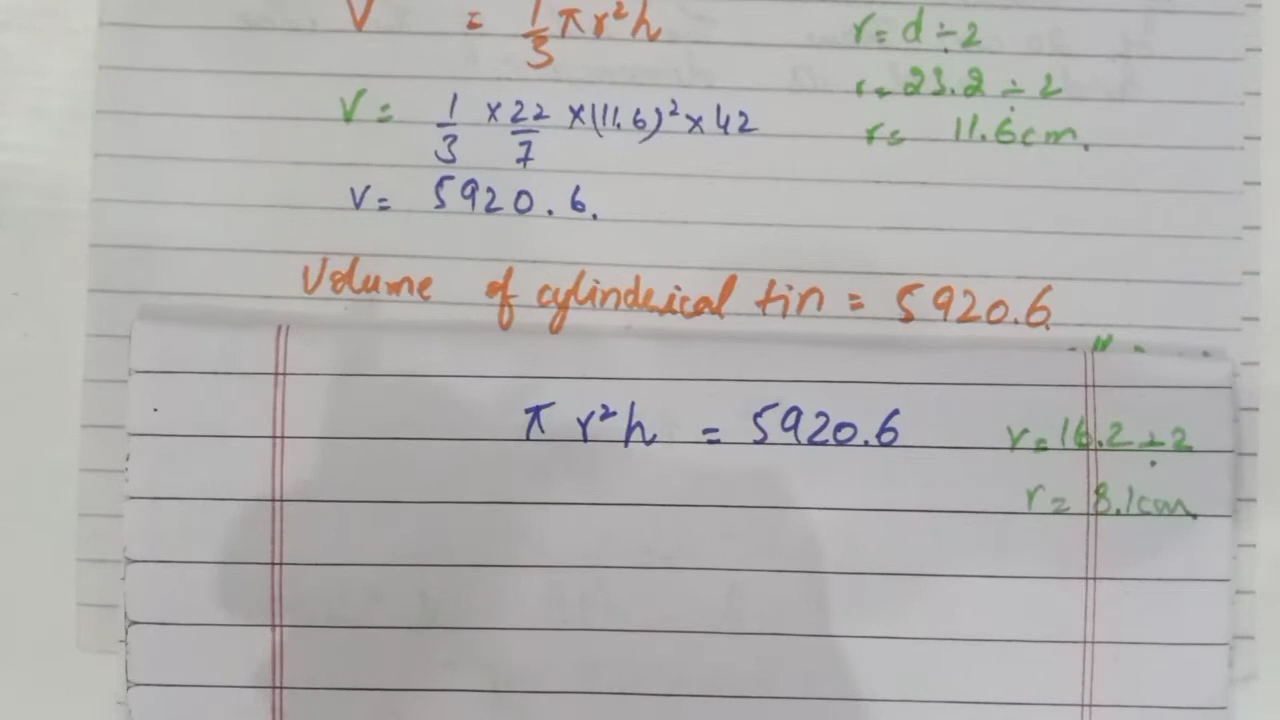 V = 1/3 πr²h
r = d ÷ 2
r = 23.2 ÷ 2
V = 1/3 × 22/7 × (11.6)² × 42
r = 11.6cm.
V = 5920.6.
Volume of cylinderical tin = 5920.6.
πr²h = 5920.6
r = 16.2 ÷ 2
r = 8.1cm